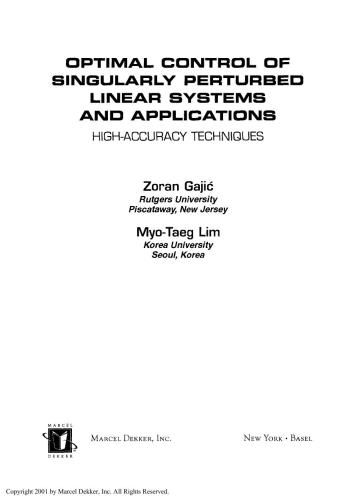 OPTIMAL CONTROL OF
SINGULARLY PERTURBED
LINEAR SYSTEMS
AND APPLICATIONS
HIGH-ACCURACY TECHNIQUES
Zoran Gajić
Rutgers University
Piscataway, New Jersey
Myo-Taeg Lim
Korea University
Seoul, Korea
MARCEL
DEKKER
MARCEL DEKKER, INC.
NEW YORK • BASEL
Copyright 2001 by Marcel Dekker, Inc. All Rights Reserved.